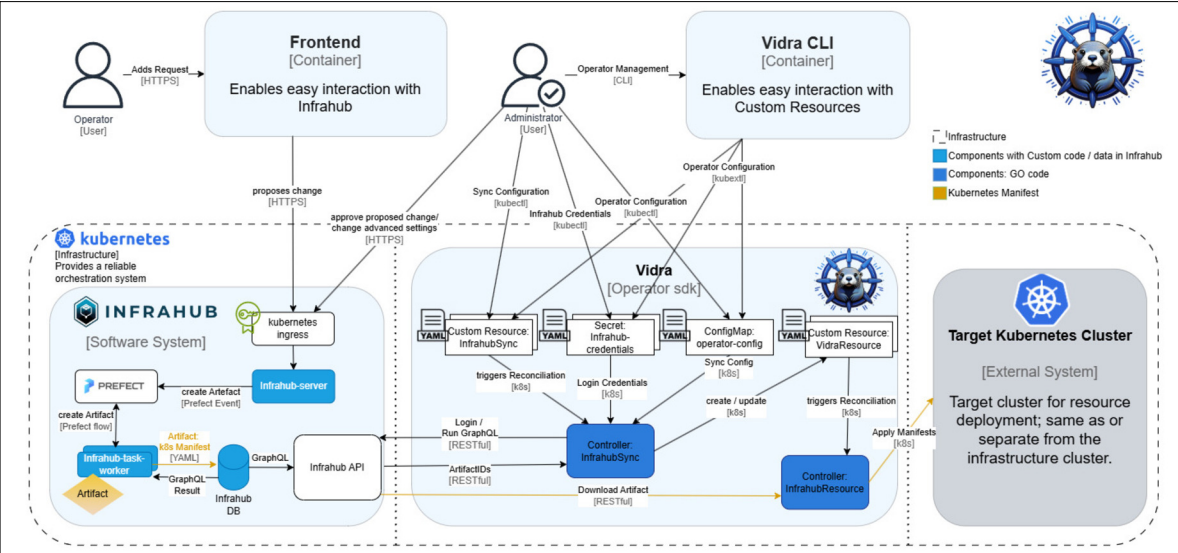 Frontend
[Container]
Enables easy interaction with
Infrahub
Vidra CLI
[Container]
Enables easy interaction with
Custom Resources
Adds Request
[HTTPS]
Operator
[User]
Operator Management
[CLI]
Administrator
[User]
Infrastructure
Components with Custom code / data in Infrahub
Components: GO code
Kubernetes Manifest
proposes change
[HTTPS]
approve proposed change/
change advanced settings
[HTTPS]
Sync Configuration
[kubectl]
Infrahub Credentials
[kubectl]
Operator Configuration
[kubectl]
Operator Configuration
[kubextl]
kubernetes
[Infrastructure]
Provides a reliable
orchestration system
INFRAHUB
[Software System]
kubernetes
ingress
Infrahub-server
PREFECT
create Artefact
[Prefect Event]
create Artifact
[Prefect flow]
Infrahub-task-
worker
Artifact
Artifact:
k8s Manifest
[YAML]
GraphQL
Result
Infrahub
DB
GraphQL
Infrahub API
Vidra
[Operator sdk]
YAML
Custom Resource:
InfrahubSync
YAML
Secret:
Infrahub-
credentials
YAML
ConfigMap:
operator-config
YAML
Custom Resource:
VidraResource
triggers Reconciliation
[k8s]
Login Credentials
[k8s]
Sync Config
[k8s]
create / update
[k8s]
triggers Reconciliation
[k8s]
Login /
Run GraphQL
[RESTful]
ArtifactIDs
[RESTful]
Download Artifact
[RESTful]
Controller:
InfrahubSync
Controller:
InfrahubResource
Apply Manifests
[k8s]
Target Kubernetes Cluster
[External System]
Target cluster for resource
deployment; same as or
separate from the
infrastructure cluster.